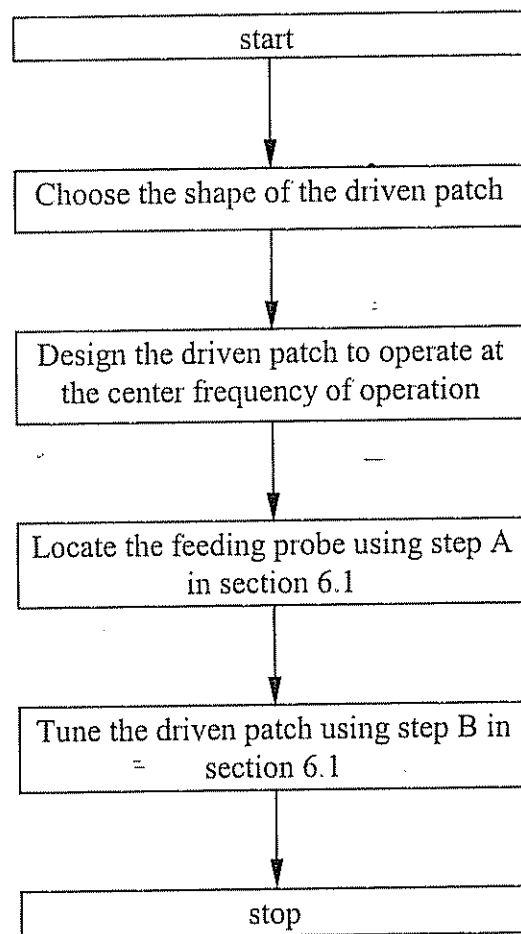 start
Choose the shape of the driven patch
Design the driven patch to operate at
the center frequency of operation
Locate the feeding probe using step A
in section 6.1
Tune the driven patch using step B in
section 6.1
stop